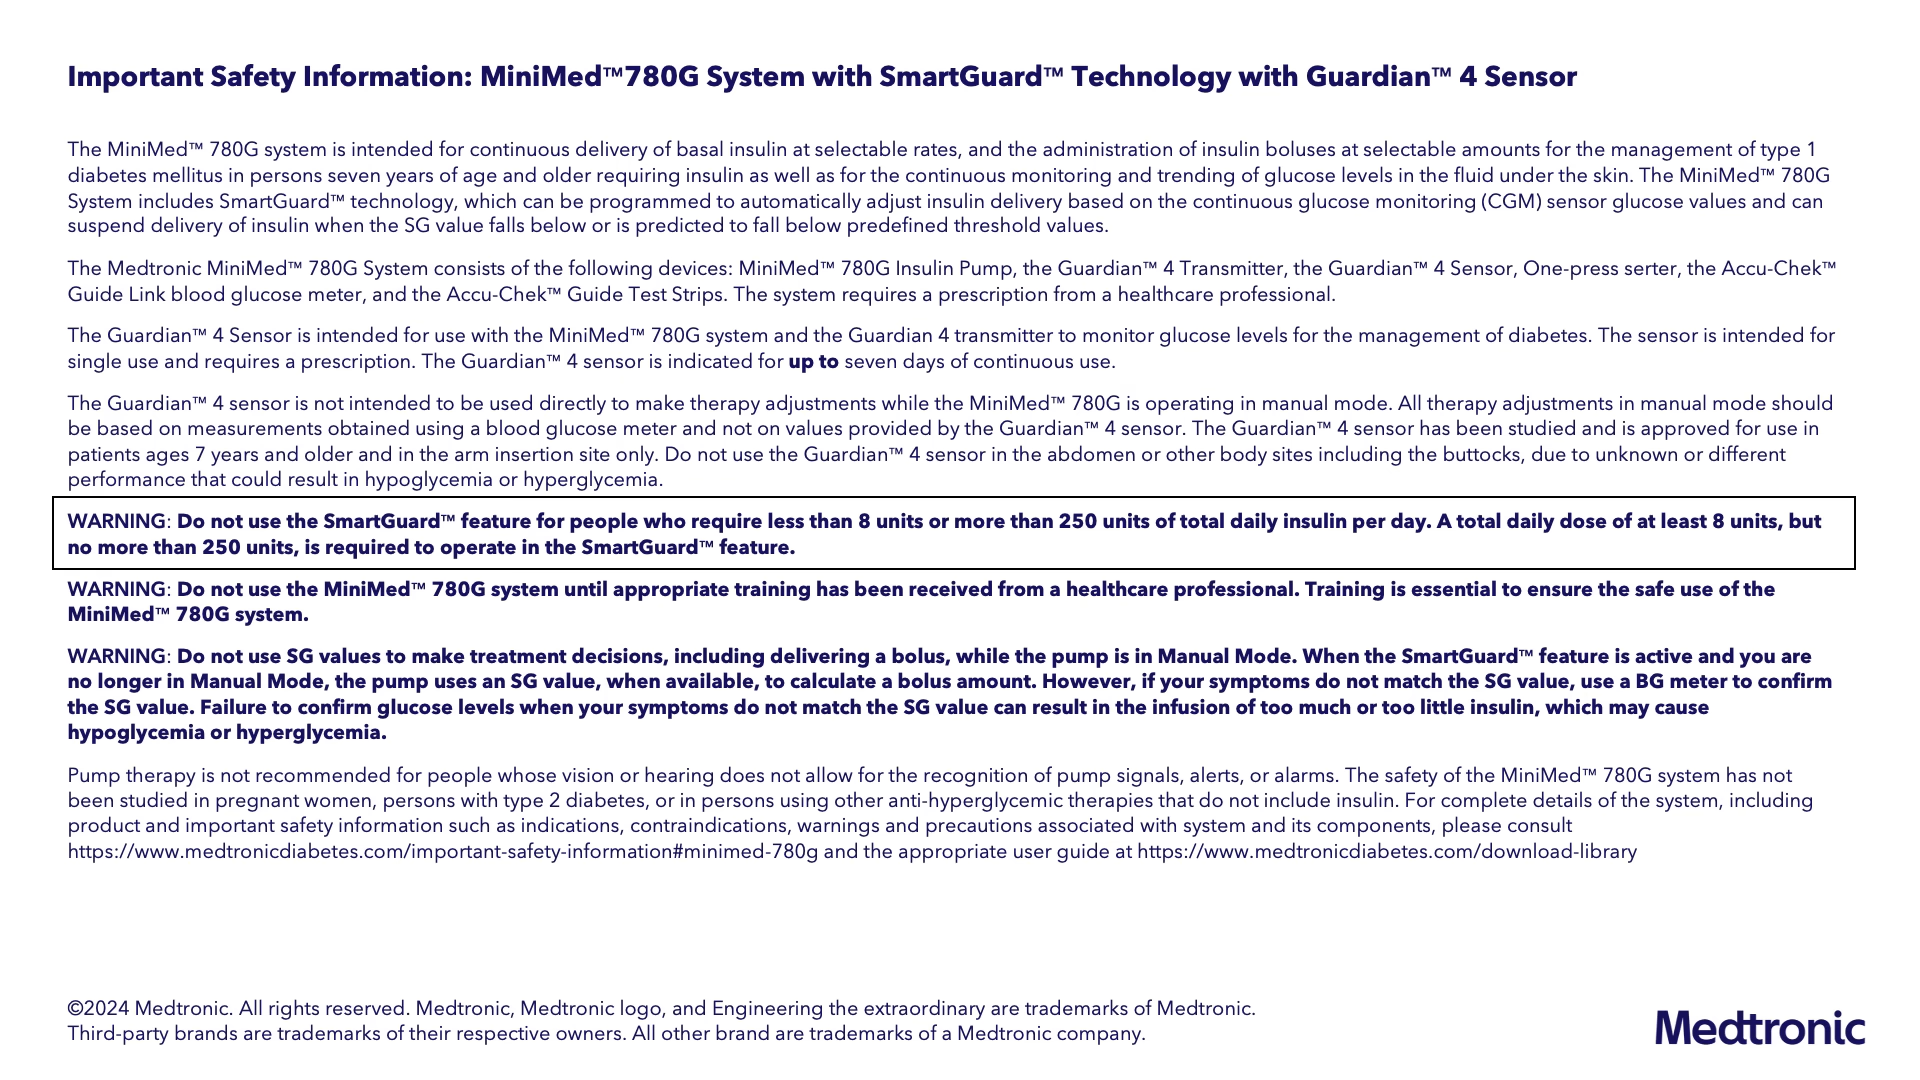 Important Safety Information: MiniMed™780G System with SmartGuard™ Technology with Guardian™ 4 Sensor
The MiniMed™ 780G system is intended for continuous delivery of basal insulin at selectable rates, and the administration of insulin boluses at selectable amounts for the management of type 1
diabetes mellitus in persons seven years of age and older requiring insulin as well as for the continuous monitoring and trending of glucose levels in the fluid under the skin. The MiniMed™ 780G
System includes SmartGuard™ technology, which can be programmed to automatically adjust insulin delivery based on the continuous glucose monitoring (CGM) sensor glucose values and can
suspend delivery of insulin when the SG value falls below or is predicted to fall below predefined threshold values.
The Medtronic MiniMed™ 780G System consists of the following devices: MiniMed™ 780G Insulin Pump, the Guardian™ 4 Transmitter, the Guardian™ 4 Sensor, One-press serter, the Accu-Chek™
Guide Link blood glucose meter, and the Accu-Chek™ Guide Test Strips. The system requires a prescription from a healthcare professional.
The Guardian™ 4 Sensor is intended for use with the MiniMed™ 780G system and the Guardian 4 transmitter to monitor glucose levels for the management of diabetes. The sensor is intended for
single use and requires a prescription. The Guardian™ 4 sensor is indicated for up to seven days of continuous use.
The Guardian™ 4 sensor is not intended to be used directly to make therapy adjustments while the MiniMed™ 780G is operating in manual mode. All therapy adjustments in manual mode should
be based on measurements obtained using a blood glucose meter and not on values provided by the Guardian™ 4 sensor. The Guardian™ 4 sensor has been studied and is approved for use in
patients ages 7 years and older and in the arm insertion site only. Do not use the Guardian™ 4 sensor in the abdomen or other body sites including the buttocks, due to unknown or different
performance that could result in hypoglycemia or hyperglycemia.
WARNING: Do not use the SmartGuard™ feature for people who require less than 8 units or more than 250 units of total daily insulin per day. A total daily dose of at least 8 units, but
no more than 250 units, is required to operate in the SmartGuard™ feature.
WARNING: Do not use the MiniMed™ 780G system until appropriate training has been received from a healthcare professional. Training is essential to ensure the safe use of the
MiniMed™ 780G system.
WARNING: Do not use SG values to make treatment decisions, including delivering a bolus, while the pump is in Manual Mode. When the SmartGuard™ feature is active and you are
no longer in Manual Mode, the pump uses an SG value, when available, to calculate a bolus amount. However, if your symptoms do not match the SG value, use a BG meter to confirm
the SG value. Failure to confirm glucose levels when your symptoms do not match the SG value can result in the infusion of too much or too little insulin, which may cause
hypoglycemia or hyperglycemia.
Pump therapy is not recommended for people whose vision or hearing does not allow for the recognition of pump signals, alerts, or alarms. The safety of the MiniMed™ 780G system has not
been studied in pregnant women, persons with type 2 diabetes, or in persons using other anti-hyperglycemic therapies that do not include insulin. For complete details of the system, including
product and important safety information such as indications, contraindications, warnings and precautions associated with system and its components, please consult
https://www.medtronicdiabetes.com/important-safety-information#minimed-780g and the appropriate user guide at https://www.medtronicdiabetes.com/download-library
©2024 Medtronic. All rights reserved. Medtronic, Medtronic logo, and Engineering the extraordinary are trademarks of Medtronic.
Third-party brands are trademarks of their respective owners. All other brand are trademarks of a Medtronic company.
Medtronic